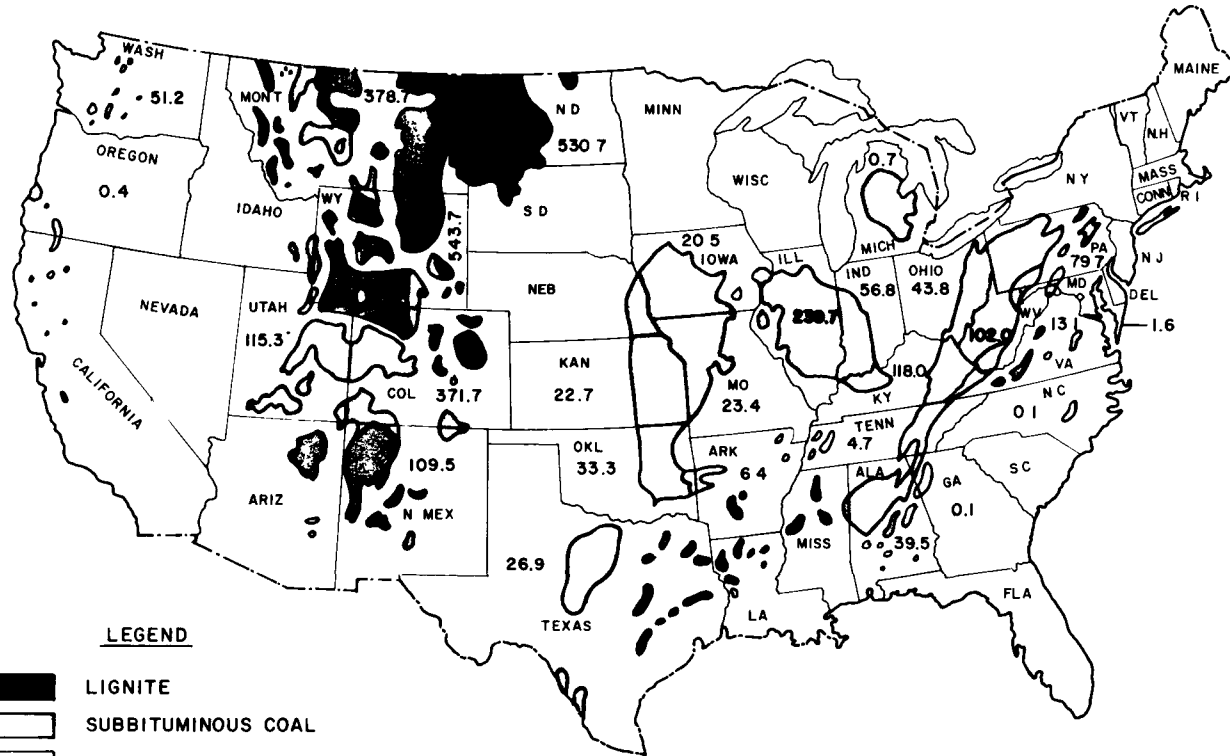 WASH
51.2
OREGON
0.4
CALIFORNIA
NEVADA
IDAHO
MONT
378.7
WY
543.7
UTAH
115.3
COL
371.7
ARIZ
109.5
N MEX
N D
530 7
S D
NEB
KAN
22.7
OKL
33.3
26.9
TEXAS
MINN
20 5
IOWA
MO
23.4
ARK
6 4
LA
WISC
ILL
239.7
0.7
MICH
IND
56.8
OHIO
43.8
118.0
KY
TENN
4.7
MISS
ALA
39.5
GA
0.1
FLA
S C
N C
0 1
VA
13 1
WV
102.0
MD
DEL
1.6
PA
79 7
N J
NY
CONN
R I
MASS
VT
N.H
MAINE
LEGEND
LIGNITE
SUBBITUMINOUS COAL